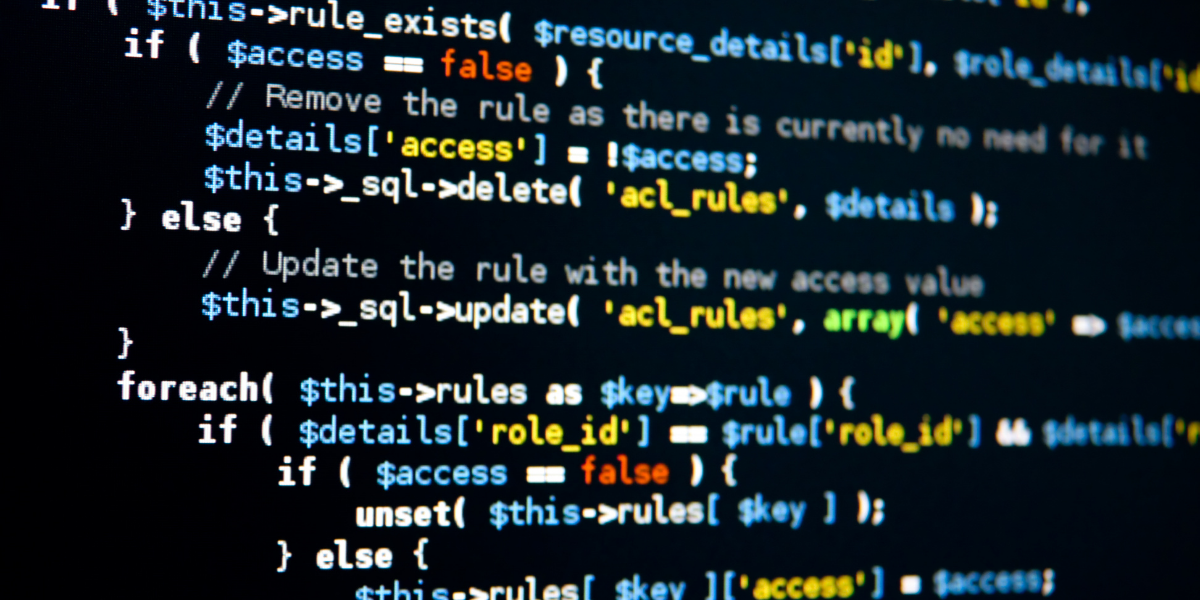 if ( $this->rule_exists( $resource_details['id'], $role_details['id
if ( $access == false ) {
// Remove the rule as there is currently no need for it
$details['access'] = !$access;
$this->_sql->delete( 'acl_rules', $details );
} else {
// Update the rule with the new access value
$this->_sql->update( 'acl_rules', array( 'access' => $acces
}
foreach( $this->rules as $key=>$rule ) {
if ( $details['role_id'] == $rule['role_id'] && $details['r
if ( $access == false ) {
unset( $this->rules[ $key ] );
} else {
$this->rules[ $key ]['access'] = $access;